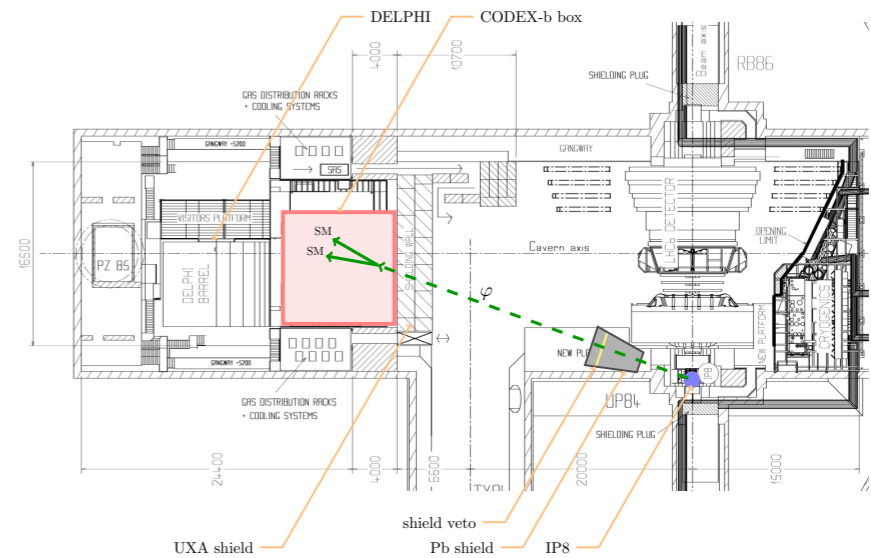 DELPHI
CODEX-b box
4000
10700
Beam axis
RB86
SHIELDING PLUG
GAS DISTRIBUTION RACKS
+ COOLING SYSTEMS
GANGWAY -5200
GANGWAY
GAS
VISITORS PLATFORM
LHCb DETECTOR
SM
SM
OPENING
LIMIT
Cavern axis
SHIELDING WALL
16500
PZ 85
DELPHI
BARREL
φ
CRYOGENICS
NEW PLATFORM
NEW PL
GANGWAY -5200
IP8
GAS DISTRIBUTION RACKS
+ COOLING SYSTEMS
UP84
SHIELDING PLUG
24400
4000
6600
20000
15000
shield veto
UXA shield
Pb shield
IP8